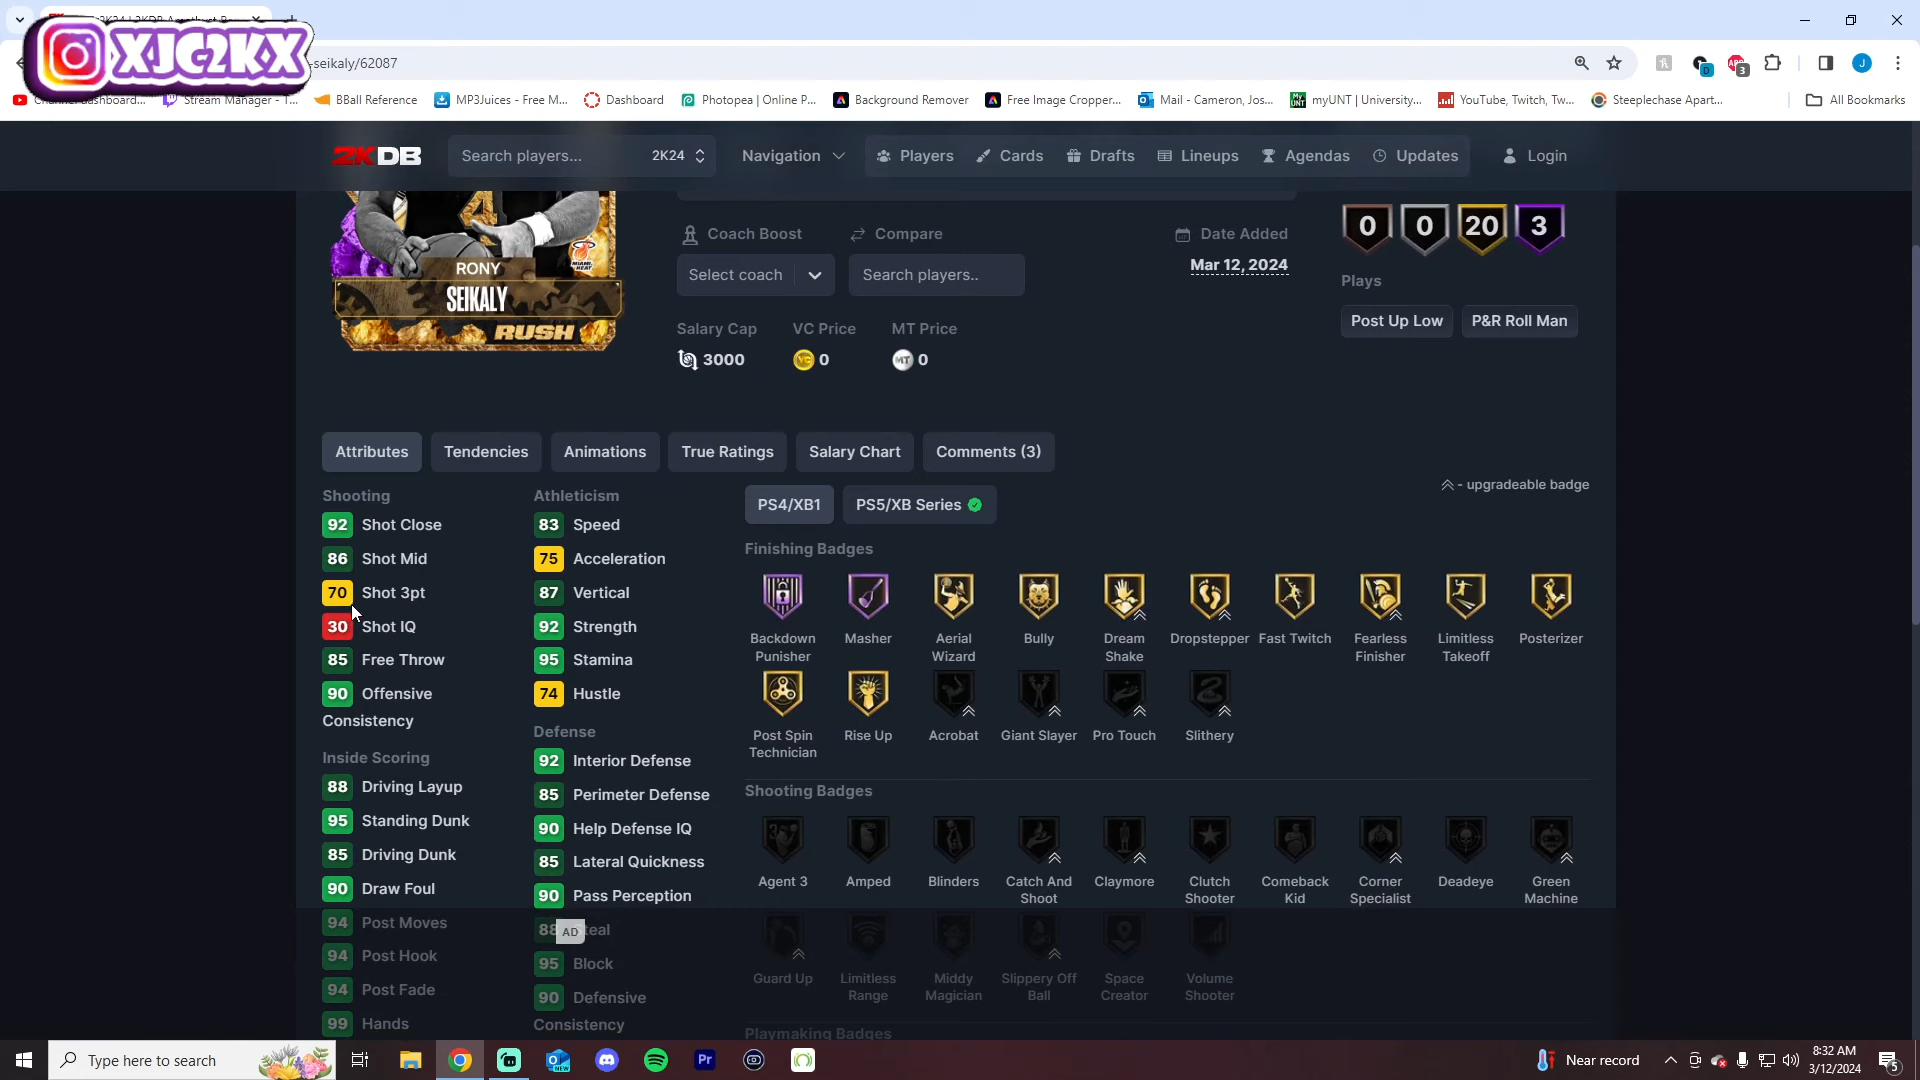 XJC2KX
-seikaly/62087
Stream Manager - T...
BBall Reference
MP3Juices - Free M...
Dashboard
Photopea | Online P...
Background Remover
Free Image Cropper...
Mail - Cameron, Jos...
myUNT | University...
YouTube, Twitch, Tw...
Steeplechase Apart...
All Bookmarks
2KDB
Search players...
2K24
Navigation
Players
Cards
Drafts
Lineups
Agendas
Updates
Login
RONY
SEIKALY
RUSH
Coach Boost
Compare
Date Added
Select coach
Search players..
Mar 12, 2024
Salary Cap
VC Price
MT Price
3000
VC 0
MT 0
0 0 20 3
Plays
Post Up Low
P&R Roll Man
Attributes
Tendencies
Animations
True Ratings
Salary Chart
Comments (3)
- upgradeable badge
Shooting
92 Shot Close
86 Shot Mid
70 Shot 3pt
30 Shot IQ
85 Free Throw
90 Offensive
Consistency
Inside Scoring
88 Driving Layup
95 Standing Dunk
85 Driving Dunk
90 Draw Foul
94 Post Moves
94 Post Hook
94 Post Fade
99 Hands
Athleticism
83 Speed
75 Acceleration
87 Vertical
92 Strength
95 Stamina
74 Hustle
Defense
92 Interior Defense
85 Perimeter Defense
90 Help Defense IQ
85 Lateral Quickness
90 Pass Perception
AD
95 Block
90 Defensive
Consistency
PS4/XB1
PS5/XB Series
Finishing Badges
Backdown
Punisher
Masher
Aerial
Wizard
Bully
Dream
Shake
Dropstepper
Fast Twitch
Fearless
Finisher
Limitless
Takeoff
Posterizer
Post Spin
Technician
Rise Up
Acrobat
Giant Slayer
Pro Touch
Slithery
Shooting Badges
Agent 3
Amped
Blinders
Catch And
Shoot
Claymore
Clutch
Shooter
Comeback
Kid
Corner
Specialist
Deadeye
Green
Machine
Guard Up
Limitless
Range
Middy
Magician
Slippery Off
Ball
Space
Creator
Volume
Shooter
Playmaking Badges
Type here to search
Near record
8:32 AM
3/12/2024
5